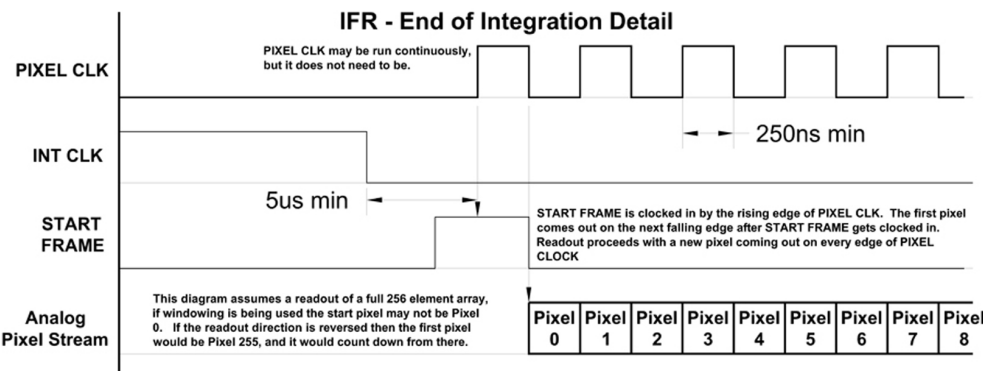 IFR - End of Integration Detail
PIXEL CLK may be run continuously,
but it does not need to be.
PIXEL CLK
250ns min
INT CLK
5us min
START
FRAME
START FRAME is clocked in by the rising edge of PIXEL CLK.  The first pixel
comes out on the next falling edge after START FRAME gets clocked in.
Readout proceeds with a new pixel coming out on every edge of PIXEL
CLOCK
This diagram assumes a readout of a full 256 element array,
if windowing is being used the start pixel may not be Pixel
0.   If the readout direction is reversed then the first pixel
would be Pixel 255, and it would count down from there.
Analog
Pixel Stream
Pixel Pixel Pixel Pixel Pixel Pixel Pixel Pixel Pixel
0 1 2 3 4 5 6 7 8